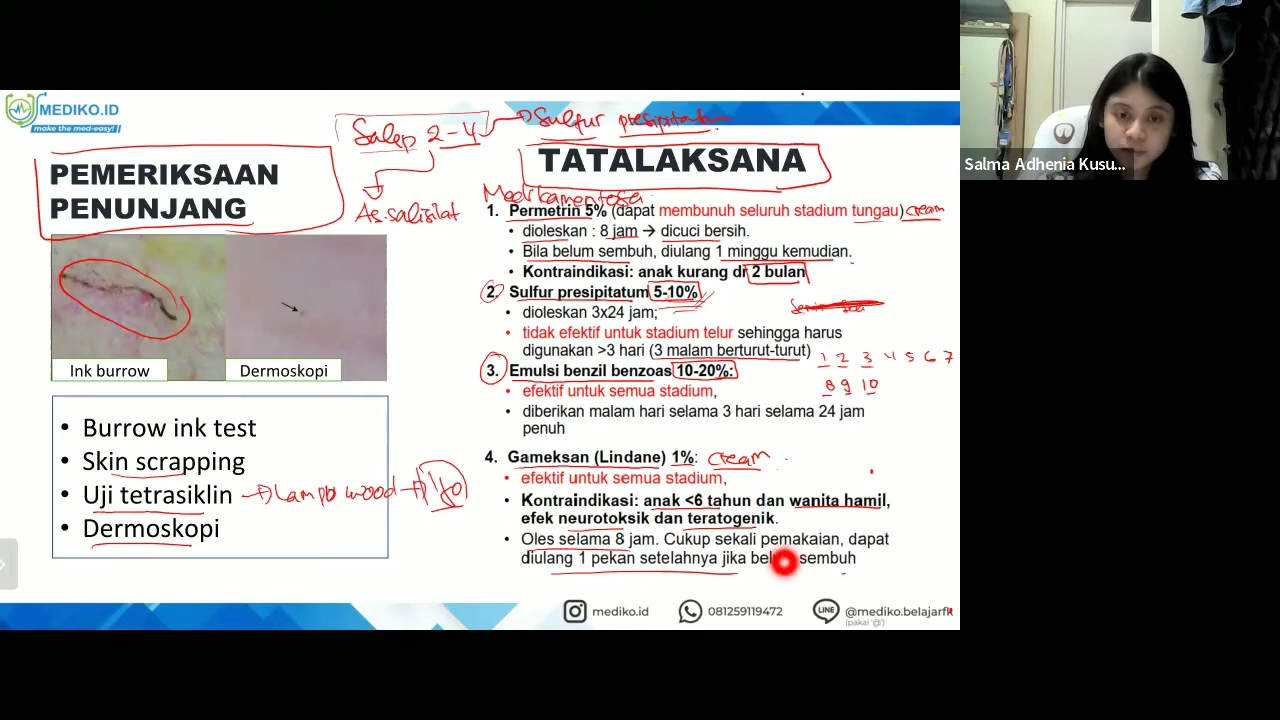 MEDIKO.ID
make the med-easy!
Salep 2-4
Sulfur presipitatum
As. salisilat
PEMERIKSAAN
PENUNJANG
Ink burrow
Dermoskopi
• Burrow ink test
• Skin scrapping
• Uji tetrasiklin → Lampu wood →
• Dermoskopi
TATALAKSANA
Medikamentosa
1. Permetrin 5% (dapat membunuh seluruh stadium tungau) cream
• dioleskan : 8 jam → dicuci bersih.
• Bila belum sembuh, diulang 1 minggu kemudian.
• Kontraindikasi: anak kurang dr 2 bulan
2. Sulfur presipitatum 5-10%
• dioleskan 3x24 jam;
• tidak efektif untuk stadium telur sehingga harus
digunakan >3 hari (3 malam berturut-turut)
1 2 3 4 5 6 7
8 9 10
3. Emulsi benzil benzoas 10-20%:
• efektif untuk semua stadium,
• diberikan malam hari selama 3 hari selama 24 jam
penuh
4. Gameksan (Lindane) 1%: cream
• efektif untuk semua stadium,
• Kontraindikasi: anak <6 tahun dan wanita hamil,
efek neurotoksik dan teratogenik.
• Oles selama 8 jam. Cukup sekali pemakaian, dapat
diulang 1 pekan setelahnya jika sembuh
mediko.id
081259119472
LINE
@mediko.belajarfk
(pakai '@')
Salma Adhenia Kusu...